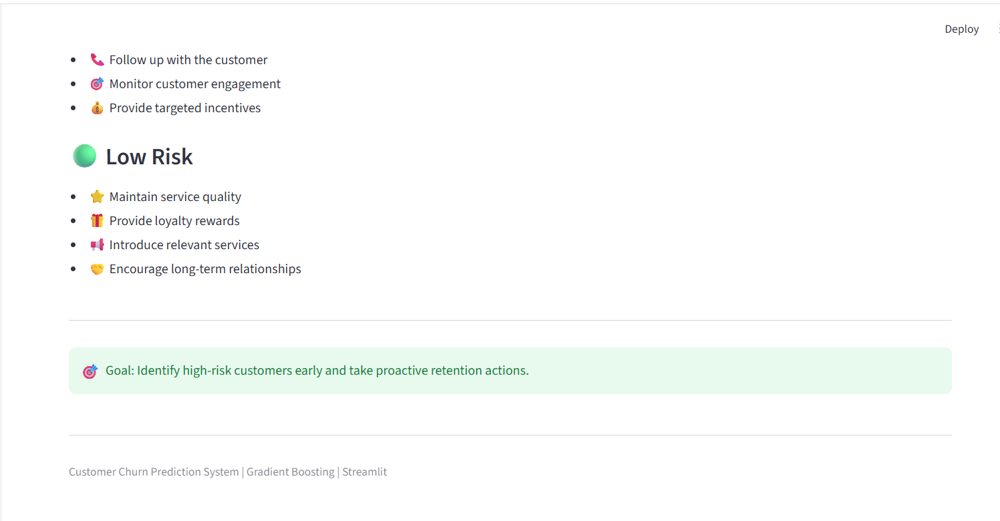 Deploy
Follow up with the customer
Monitor customer engagement
Provide targeted incentives
Low Risk
Maintain service quality
Provide loyalty rewards
Introduce relevant services
Encourage long-term relationships
Goal: Identify high-risk customers early and take proactive retention actions.
Customer Churn Prediction System | Gradient Boosting | Streamlit